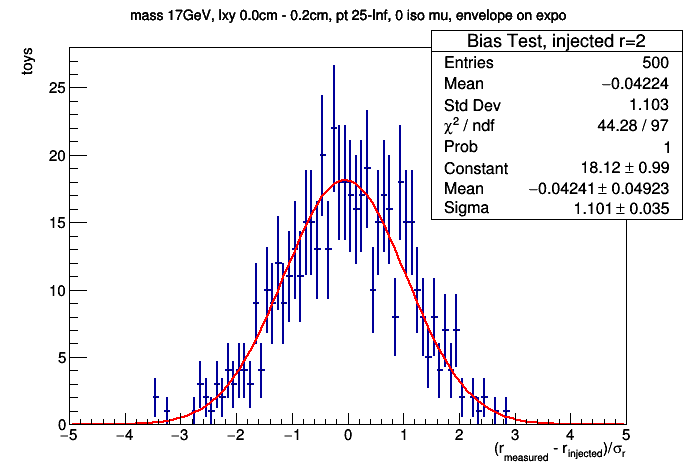 mass 17GeV, lxy 0.0cm - 0.2cm, pt 25-Inf, 0 iso mu, envelope on expo
toys
Bias Test, injected r=2
Entries 500
Mean −0.04224
Std Dev 1.103
χ² / ndf 44.28 / 97
Prob 1
Constant 18.12 ± 0.99
Mean −0.04241 ± 0.04923
Sigma 1.101 ± 0.035
25
20
15
10
5
0
−5 −4 −3 −2 −1 0 1 2 3 4 5
(r_measured - r_injected)/σ_r